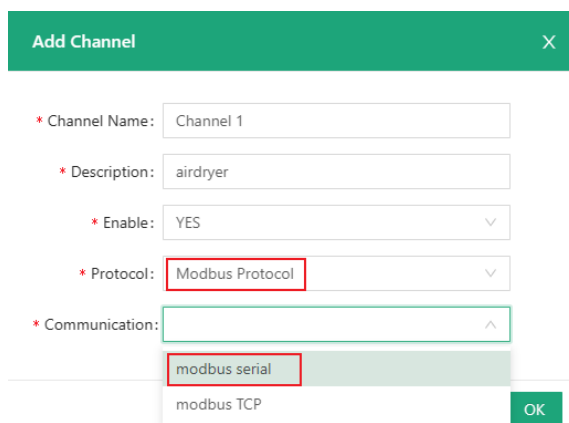 Add Channel X
* Channel Name: Channel 1
* Description: airdryer
* Enable: YES
* Protocol: Modbus Protocol
* Communication:
modbus serial
modbus TCP
OK